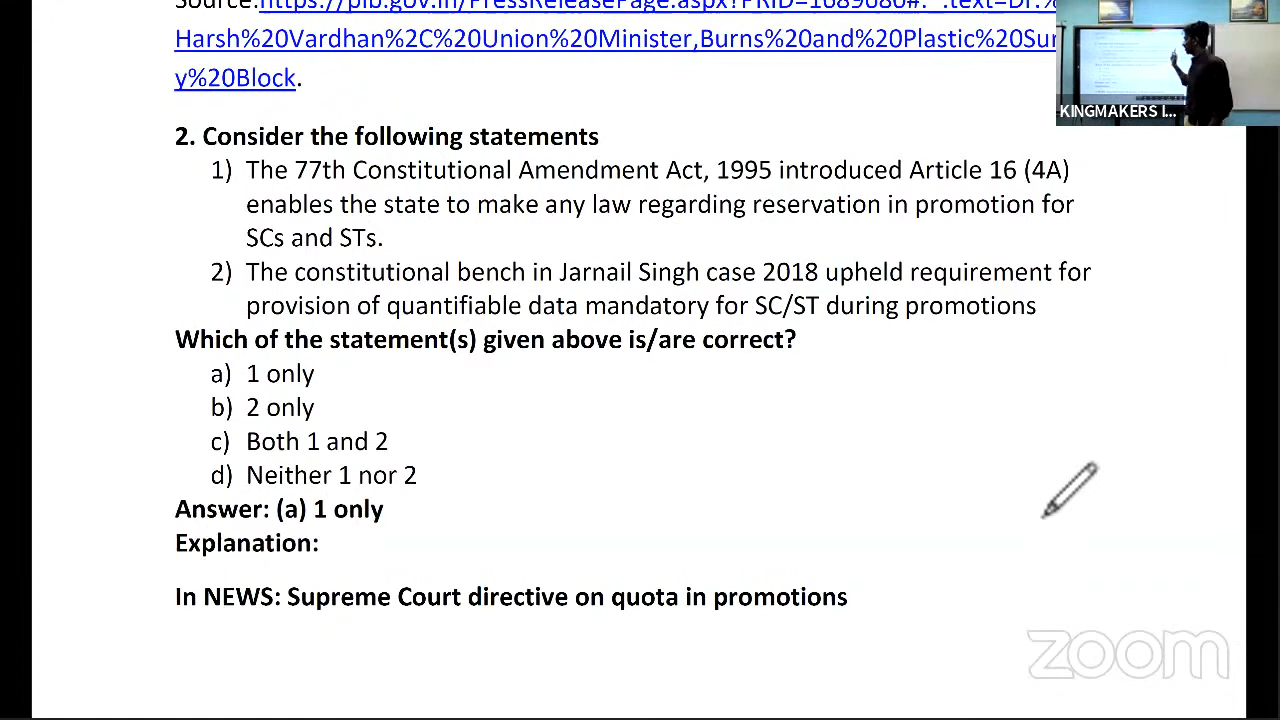 Harsh%20Vardhan%2C%20Union%20Minister,Burns%20and%20Plastic%20Sur
y%20Block.
KINGMAKERS I...
2. Consider the following statements
1) The 77th Constitutional Amendment Act, 1995 introduced Article 16 (4A)
enables the state to make any law regarding reservation in promotion for
SCs and STs.
2) The constitutional bench in Jarnail Singh case 2018 upheld requirement for
provision of quantifiable data mandatory for SC/ST during promotions
Which of the statement(s) given above is/are correct?
a) 1 only
b) 2 only
c) Both 1 and 2
d) Neither 1 nor 2
Answer: (a) 1 only
Explanation:
In NEWS: Supreme Court directive on quota in promotions
zoom